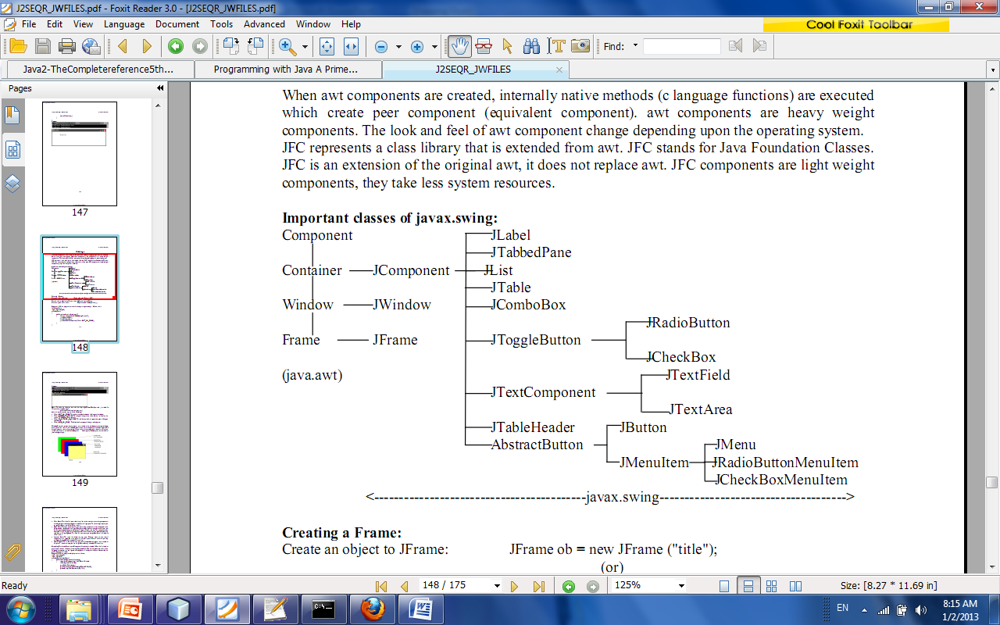 J2SEQR_JWFILES.pdf - Foxit Reader 3.0 - [J2SEQR_JWFILES.pdf]
File Edit View Language Document Tools Advanced Window Help
Cool Foxit Toolbar
Find:
Java2-TheCompletereference5th... Programming with Java A Prime... J2SEQR_JWFILES
Pages
147
148
149
When awt components are created, internally native methods (c language functions) are executed
which create peer component (equivalent component). awt components are heavy weight
components. The look and feel of awt component change depending upon the operating system.
JFC represents a class library that is extended from awt. JFC stands for Java Foundation Classes.
JFC is an extension of the original awt, it does not replace awt. JFC components are light weight
components, they take less system resources.
Important classes of javax.swing:
Component JLabel
JTabbedPane
Container JComponent JList
JTable
Window JWindow JComboBox
JRadioButton
Frame JFrame JToggleButton
JCheckBox
(java.awt) JTextField
JTextComponent
JTextArea
JTableHeader JButton
AbstractButton JMenu
JMenuItem JRadioButtonMenuItem
JCheckBoxMenuItem
<------------------------------------------javax.swing------------------------------------->
Creating a Frame:
Create an object to JFrame: JFrame ob = new JFrame ("title");
(or)
Ready 148 / 175 125% Size: [8.27 * 11.69 in]
C:\_
EN 8:15 AM
1/2/2013